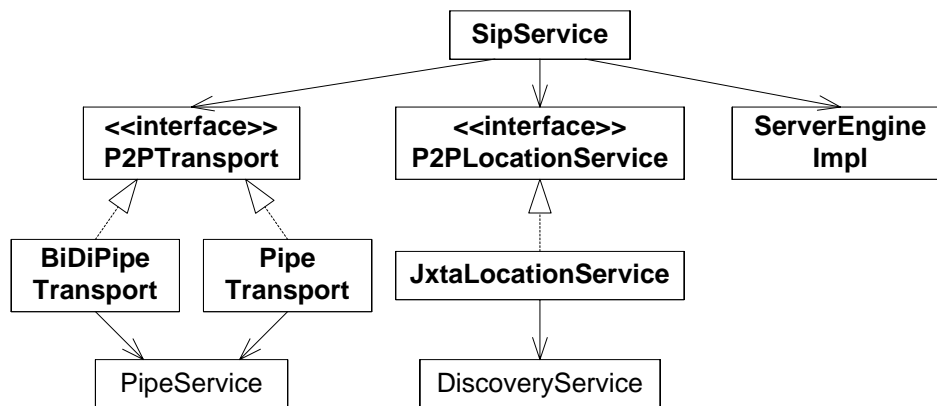 SipService
<<interface>>
P2PTransport
<<interface>>
P2PLocationService
ServerEngine
Impl
BiDiPipe
Transport
Pipe
Transport
JxtaLocationService
PipeService
DiscoveryService